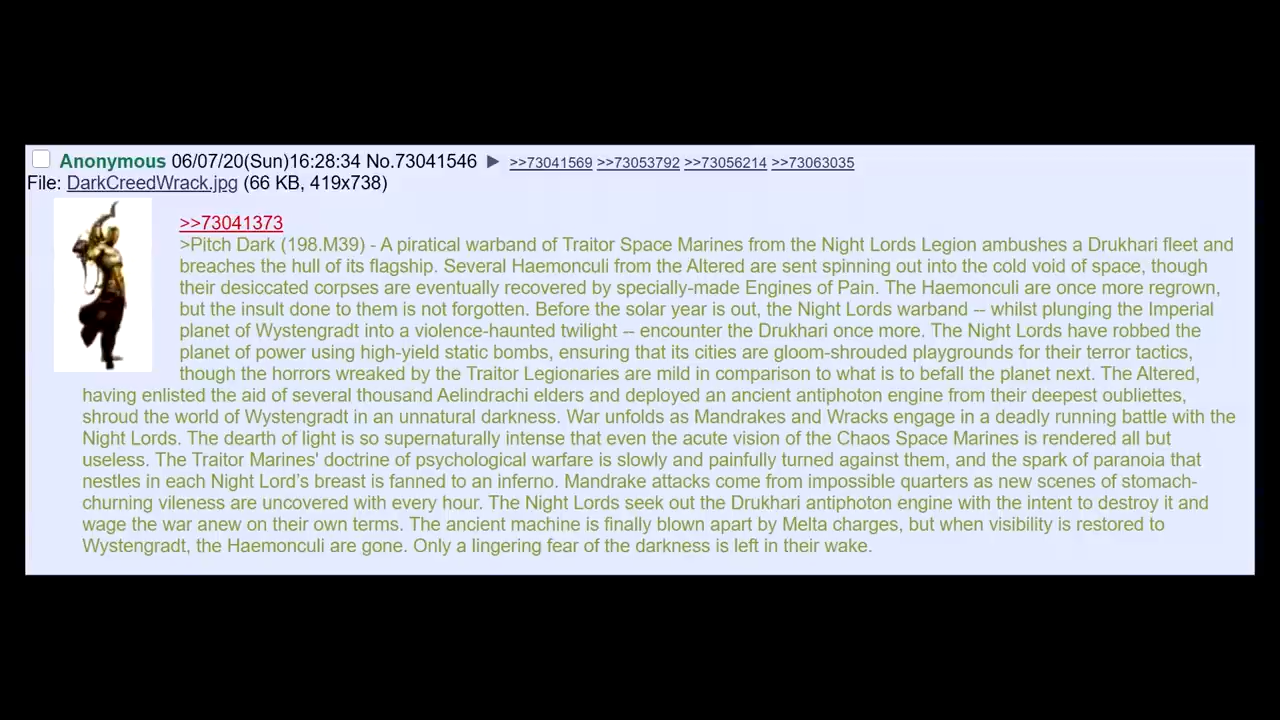 Anonymous 06/07/20(Sun)16:28:34 No.73041546 ▶ >>73041569 >>73053792 >>73056214 >>73063035
File: DarkCreedWrack.jpg (66 KB, 419x738)
>>73041373
>Pitch Dark (198.M39) - A piratical warband of Traitor Space Marines from the Night Lords Legion ambushes a Drukhari fleet and
breaches the hull of its flagship. Several Haemonculi from the Altered are sent spinning out into the cold void of space, though
their desiccated corpses are eventually recovered by specially-made Engines of Pain. The Haemonculi are once more regrown,
but the insult done to them is not forgotten. Before the solar year is out, the Night Lords warband -- whilst plunging the Imperial
planet of Wystengradt into a violence-haunted twilight -- encounter the Drukhari once more. The Night Lords have robbed the
planet of power using high-yield static bombs, ensuring that its cities are gloom-shrouded playgrounds for their terror tactics,
though the horrors wreaked by the Traitor Legionaries are mild in comparison to what is to befall the planet next. The Altered,
having enlisted the aid of several thousand Aelindrachi elders and deployed an ancient antiphoton engine from their deepest oubliettes,
shroud the world of Wystengradt in an unnatural darkness. War unfolds as Mandrakes and Wracks engage in a deadly running battle with the
Night Lords. The dearth of light is so supernaturally intense that even the acute vision of the Chaos Space Marines is rendered all but
useless. The Traitor Marines' doctrine of psychological warfare is slowly and painfully turned against them, and the spark of paranoia that
nestles in each Night Lord’s breast is fanned to an inferno. Mandrake attacks come from impossible quarters as new scenes of stomach-
churning vileness are uncovered with every hour. The Night Lords seek out the Drukhari antiphoton engine with the intent to destroy it and
wage the war anew on their own terms. The ancient machine is finally blown apart by Melta charges, but when visibility is restored to
Wystengradt, the Haemonculi are gone. Only a lingering fear of the darkness is left in their wake.